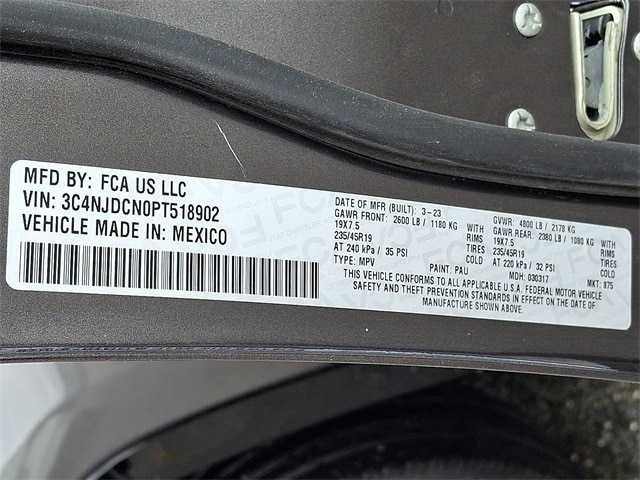 MFD BY: FCA US LLC
VIN: 3C4NJDCN0PT518902
VEHICLE MADE IN: MEXICO
DATE OF MFR (BUILT): 3-23 GVWR: 4800 LB / 2178 KG
GAWR FRONT: 2600 LB / 1180 KG WITH GAWR REAR: 2380 LB / 1080 KG WITH
19X7.5 RIMS 19X7.5 RIMS
235/45R19 TIRES 235/45R19 TIRES
AT 240 kPa / 35 PSI COLD AT 220 kPa / 32 PSI COLD
TYPE: MPV PAINT: PAU MDH: 030317 MKT: 875
THIS VEHICLE CONFORMS TO ALL APPLICABLE U.S.A. FEDERAL MOTOR VEHICLE
SAFETY AND THEFT PREVENTION STANDARDS IN EFFECT ON THE DATE OF
MANUFACTURE SHOWN ABOVE.